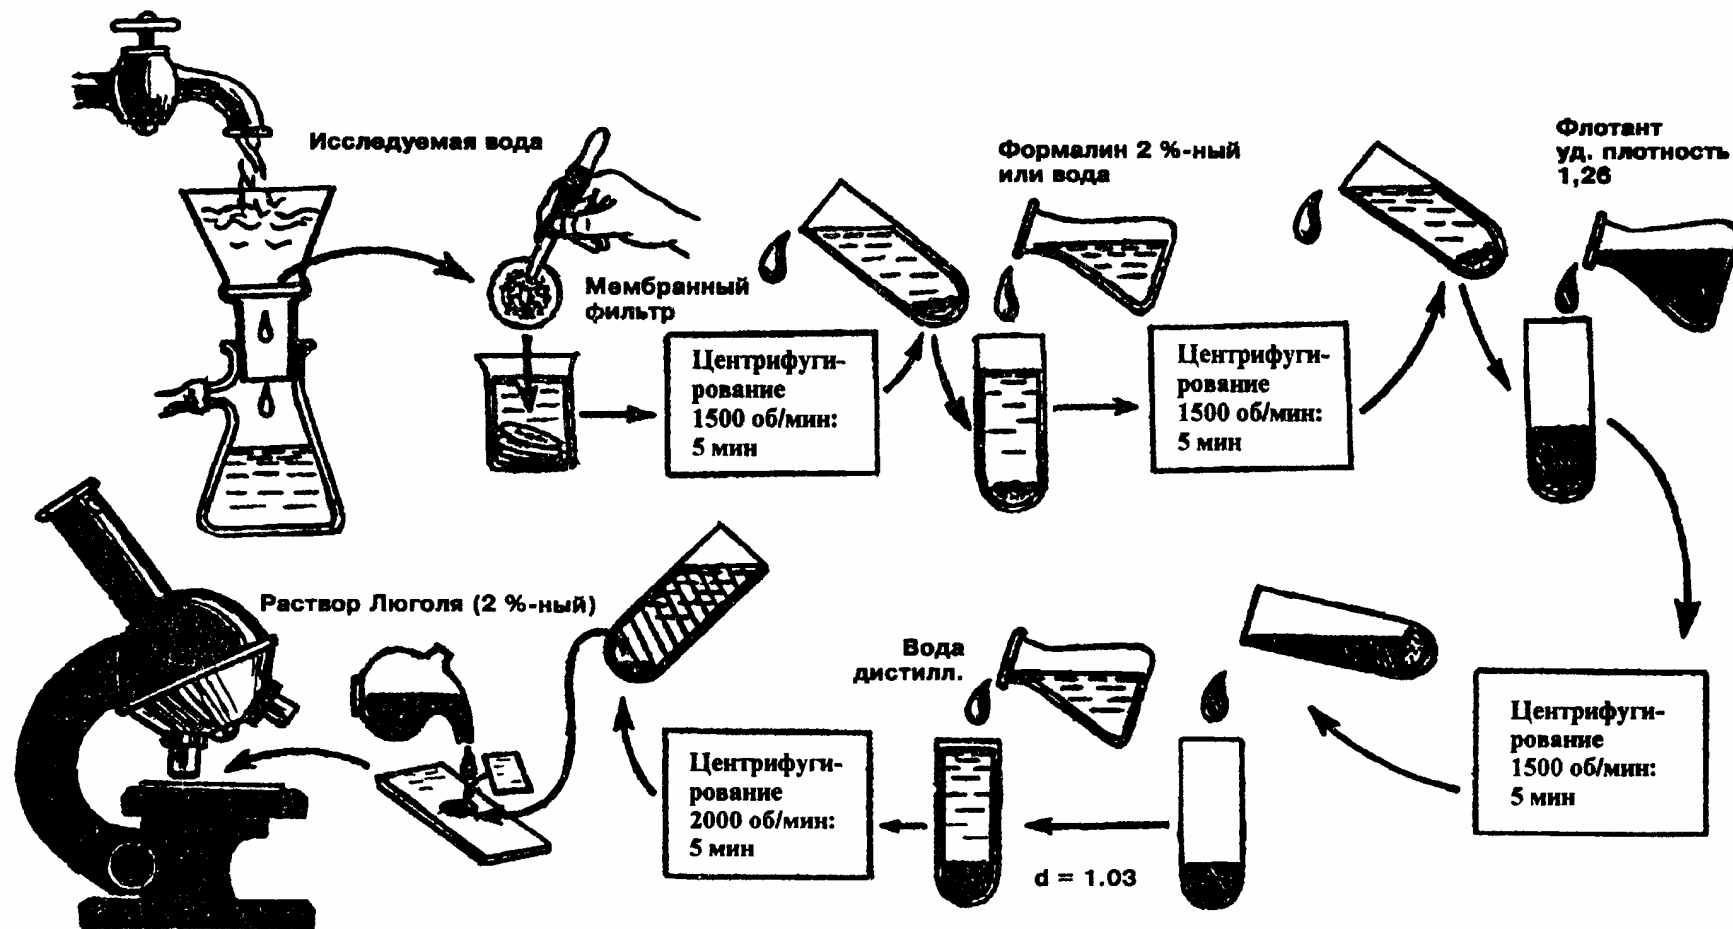 Исследуемая вода
Мембранный
фильтр
Центрифуги-
рование
1500 об/мин:
5 мин
Формалин 2 %-ный
или вода
Центрифуги-
рование
1500 об/мин:
5 мин
Флотант
уд. плотность
1,26
Центрифуги-
рование
1500 об/мин:
5 мин
d = 1.03
Вода
дистилл.
Центрифуги-
рование
2000 об/мин:
5 мин
Раствор Люголя (2 %-ный)